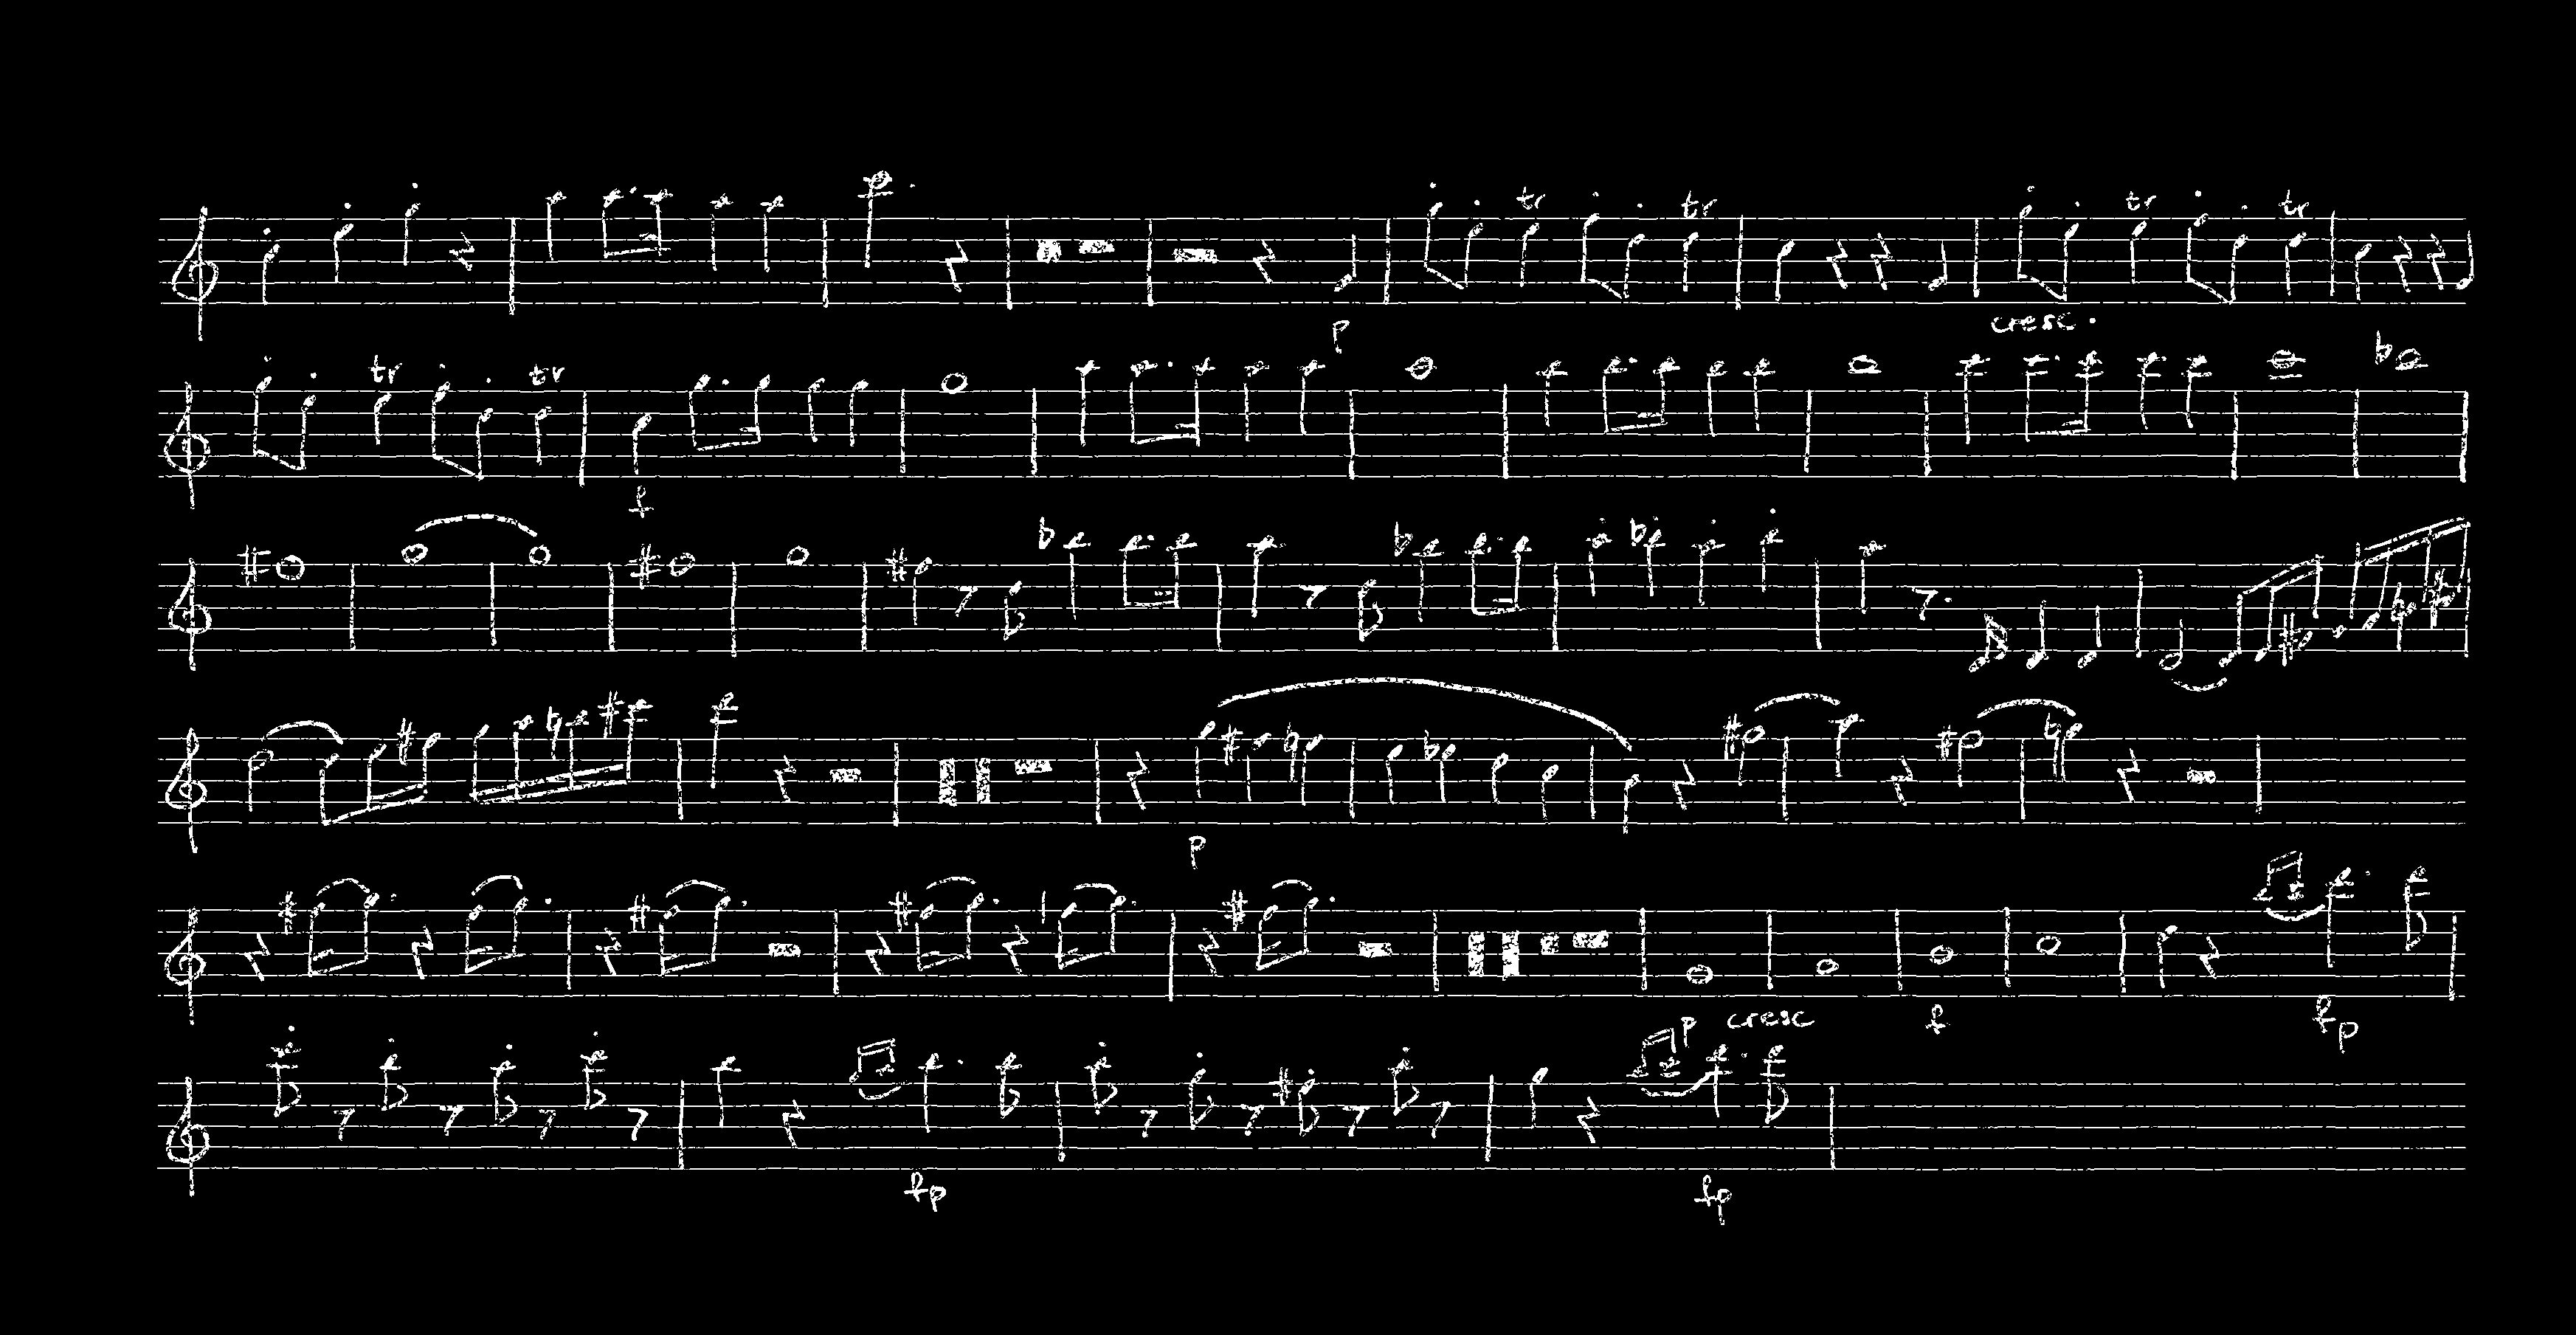 tr tr tr tr
p cresc.
tr tr
f
p
p cresc f fp
fp fp